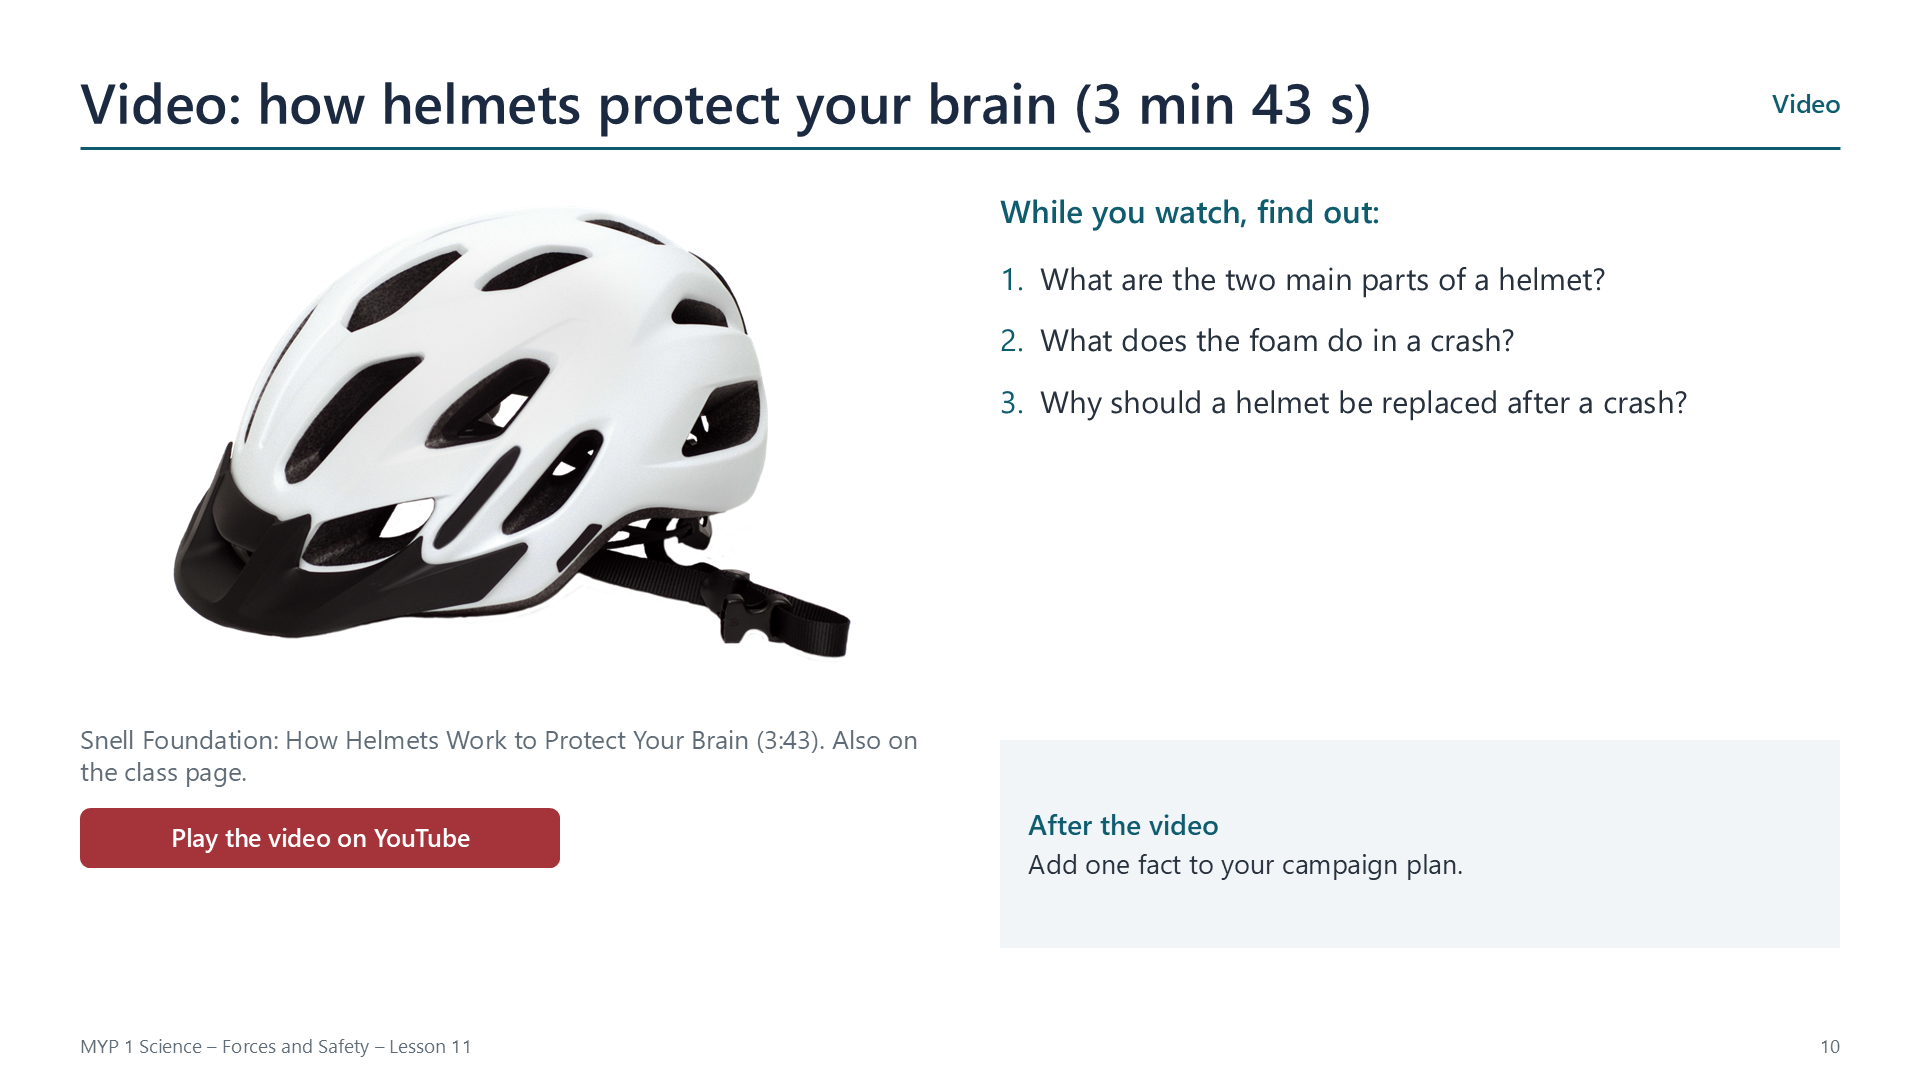 Video: how helmets protect your brain (3 min 43 s)
Video
While you watch, find out:
1. What are the two main parts of a helmet?
2. What does the foam do in a crash?
3. Why should a helmet be replaced after a crash?
Snell Foundation: How Helmets Work to Protect Your Brain (3:43). Also on
the class page.
Play the video on YouTube
After the video
Add one fact to your campaign plan.
MYP 1 Science – Forces and Safety – Lesson 11
10